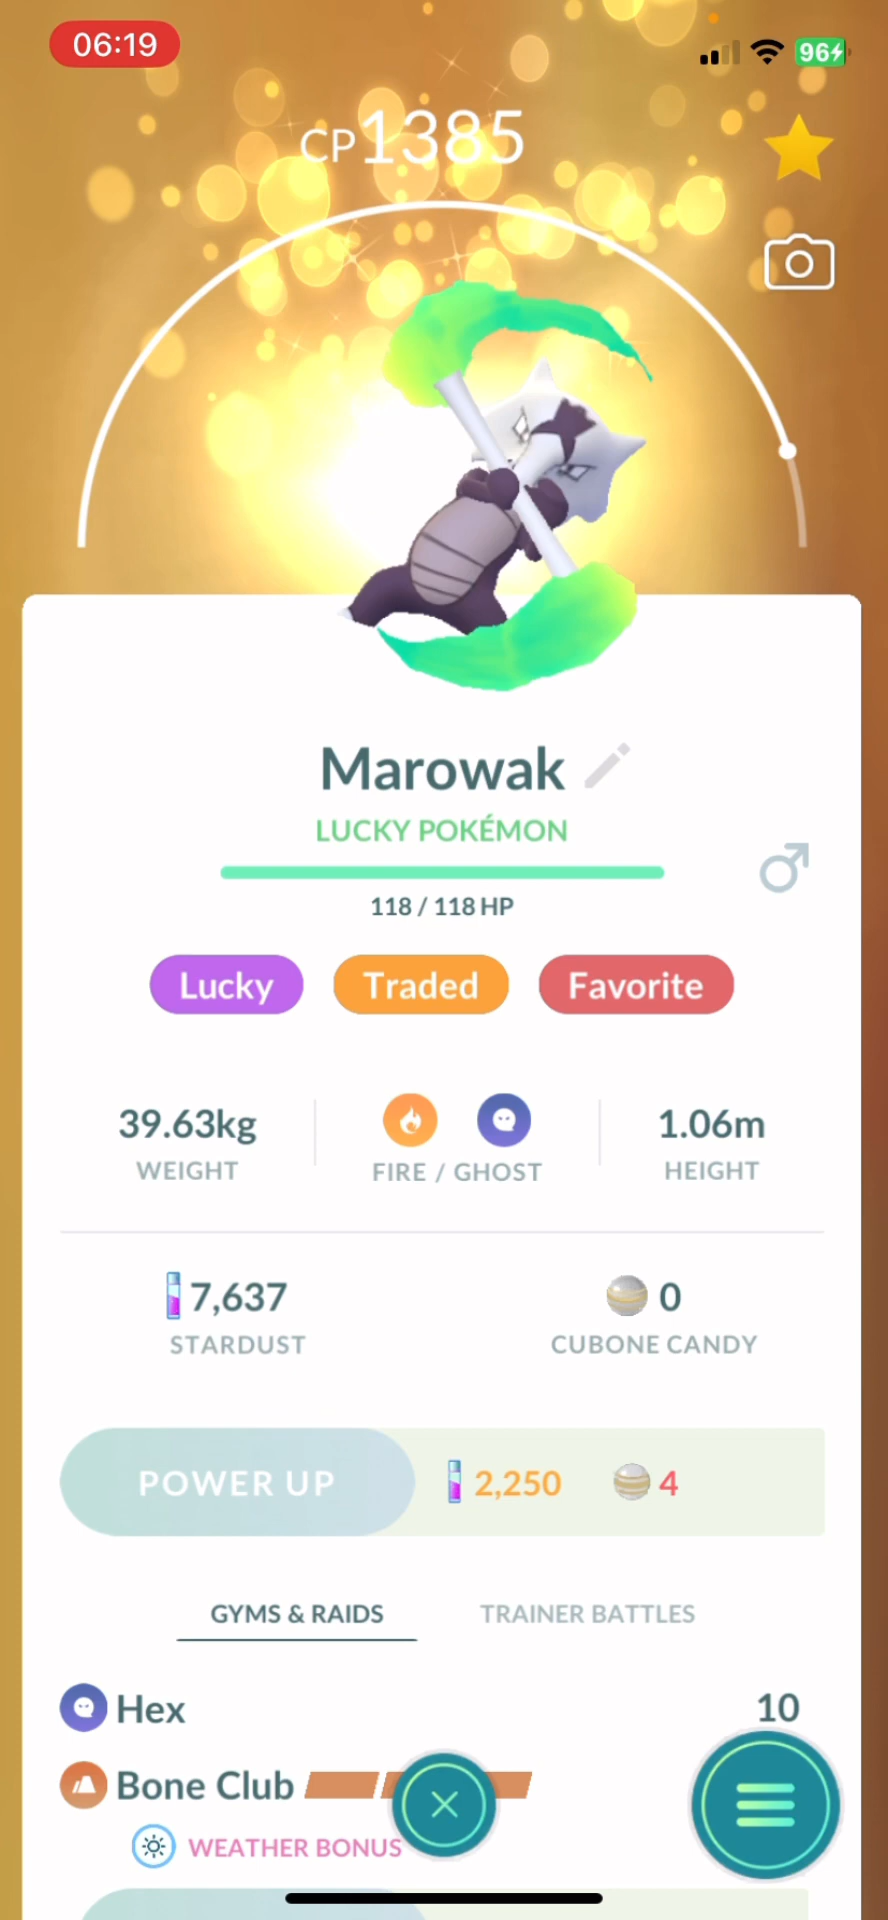 06:19
96
CP1385
Marowak
LUCKY POKÉMON
118 / 118 HP
Lucky Traded Favorite
39.63kg
WEIGHT
FIRE / GHOST
1.06m
HEIGHT
7,637
STARDUST
0
CUBONE CANDY
POWER UP 2,250 4
GYMS & RAIDS TRAINER BATTLES
Hex 10
Bone Club
WEATHER BONUS